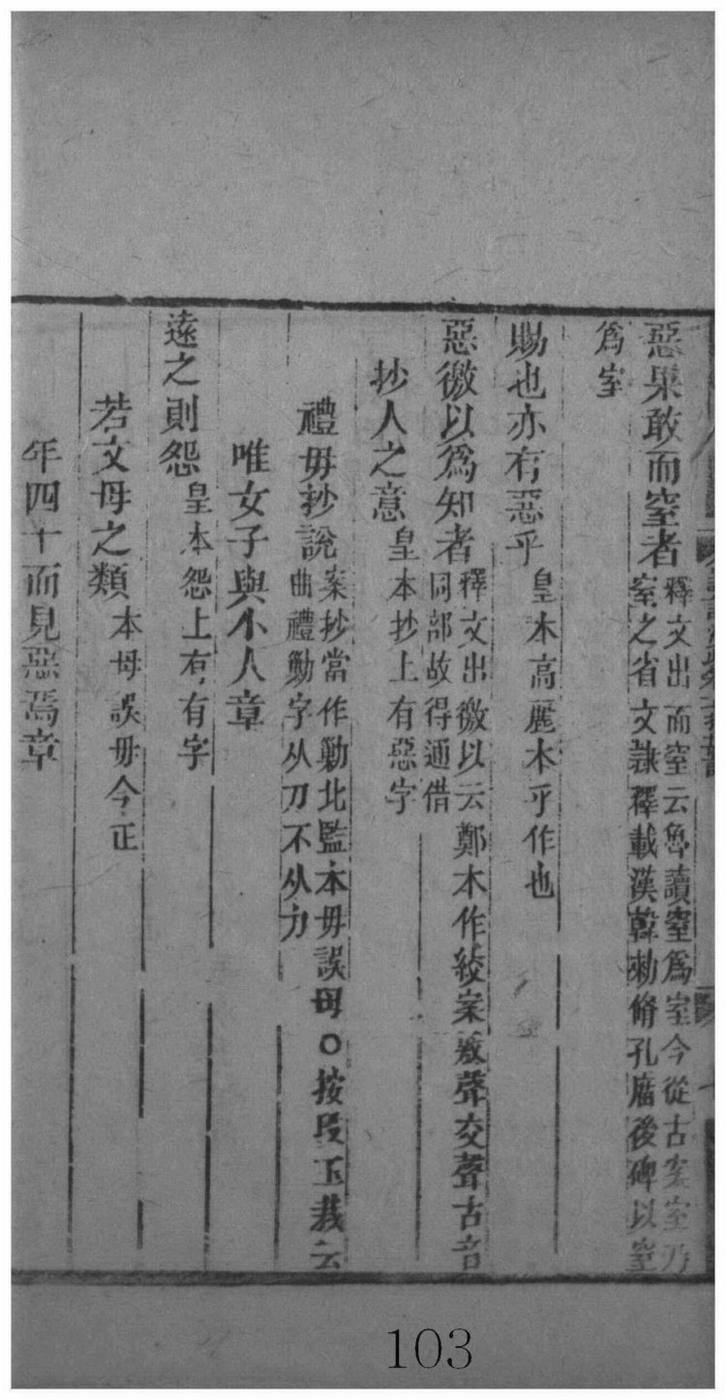 惡果敢而窒者
釋文出而窒云魯讀窒爲室今從古案室乃
窒之省文隸釋載漢韓勑脩孔廟後碑以窒
爲室
賜也亦有惡乎 皇本高麗本乎作也
惡徼以爲知者
釋文出徼以云鄭本作絞案敫聲交聲古音
同部故得通借
抄人之意 皇本抄上有惡字
禮毋抄說
案抄當作勦北監本毋誤母○按段玉裁云
曲禮勦字从刀不从力
唯女子與小人章
遠之則怨 皇本怨上有有字
若文母之類 本母誤毋今正
年四十而見惡焉章
103